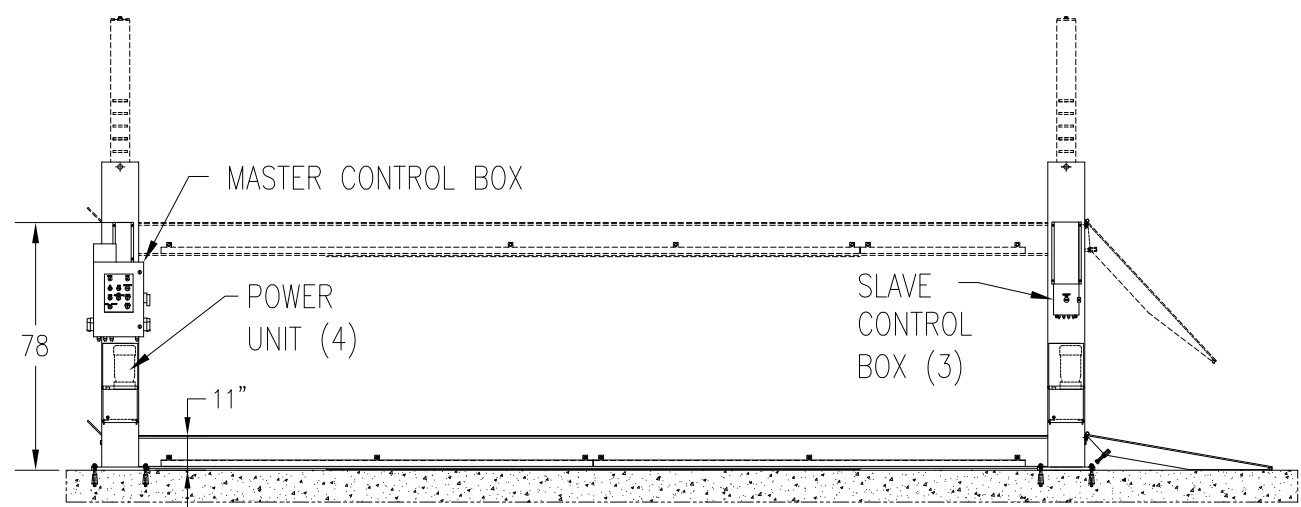 MASTER CONTROL BOX
POWER
UNIT (4)
SLAVE
CONTROL
BOX (3)
78
11"